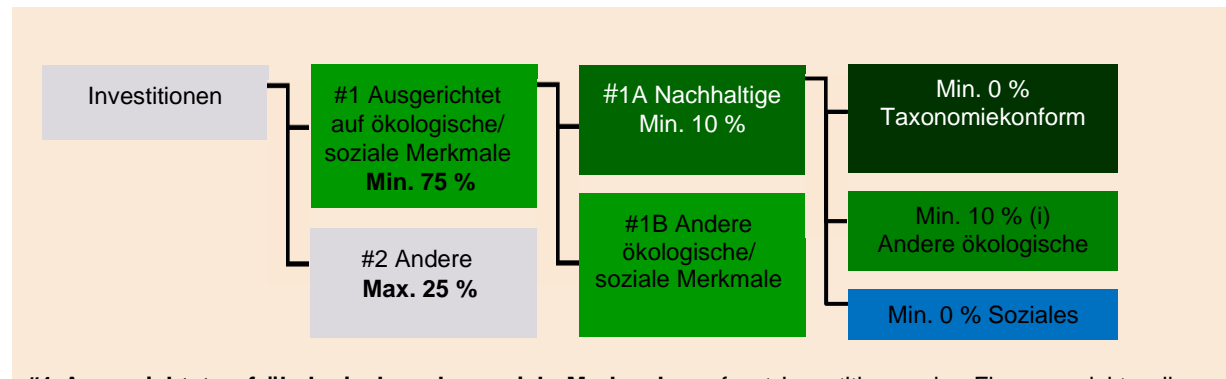 Investitionen
#1 Ausgerichtet
auf ökologische/
soziale Merkmale
Min. 75 %
#2 Andere
Max. 25 %
#1A Nachhaltige
Min. 10 %
#1B Andere
ökologische/
soziale Merkmale
Min. 0 %
Taxonomiekonform
Min. 10 % (i)
Andere ökologische
Min. 0 % Soziales